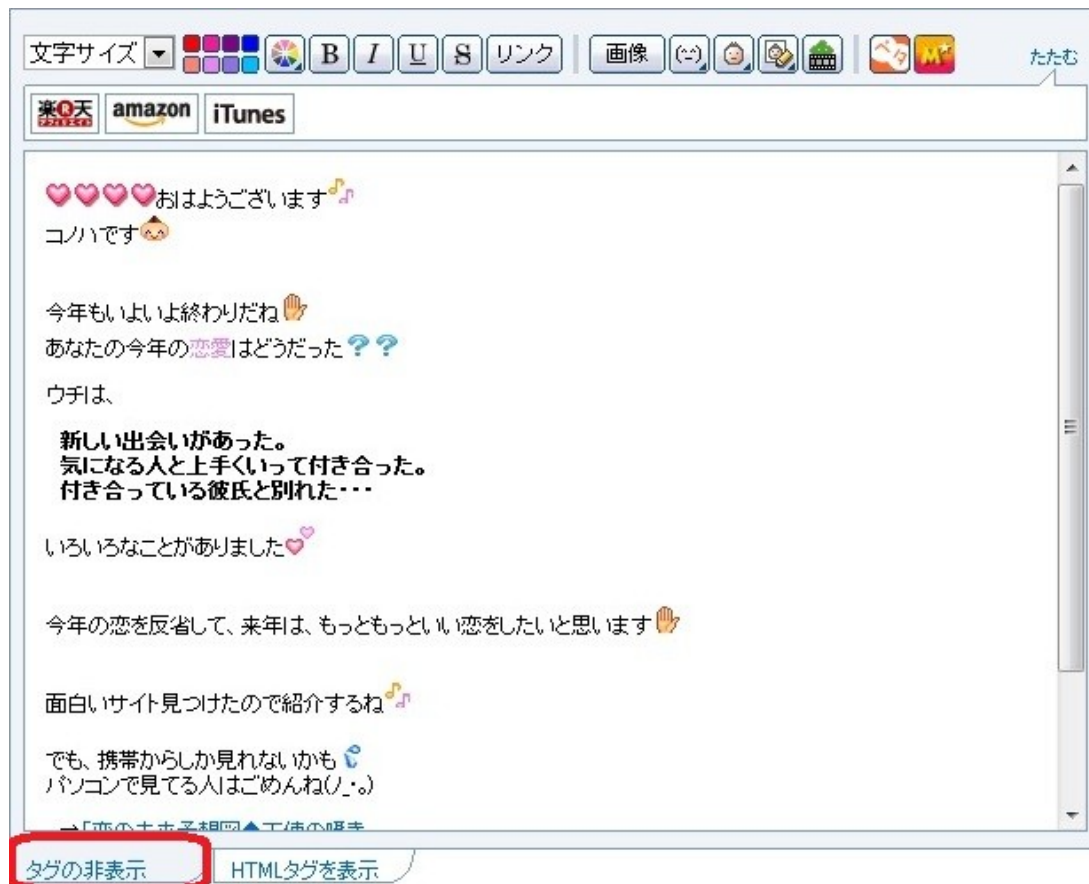 文字サイズ B I U S リンク 画像 たたむ
楽天 amazon iTunes
おはようございます
コノハです
今年もいよいよ終わりだね
あなたの今年の恋愛はどうだった??
ウチは、
新しい出会いがあった。
気になる人と上手くいって付き合った。
付き合っている彼氏と別れた・・・
いろいろなことがありました
今年の恋を反省して、来年は、もっともっといい恋をしたいと思います
面白いサイト見つけたので紹介するね
でも、携帯からしか見れないかも
パソコンで見てる人はごめんね(ノ_・。)
タグの非表示 HTMLタグを表示